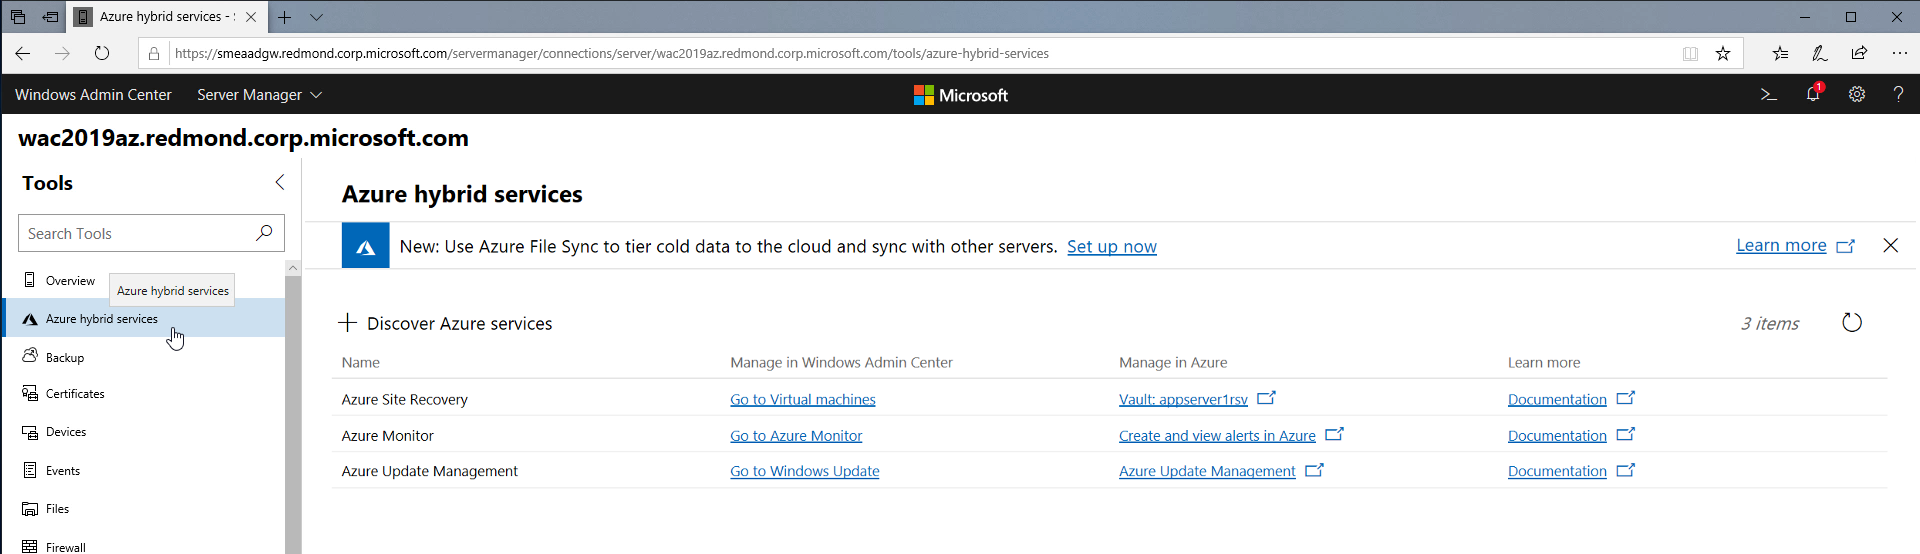 Azure hybrid services - S
https://smeaadgw.redmond.corp.microsoft.com/servermanager/connections/server/wac2019az.redmond.corp.microsoft.com/tools/azure-hybrid-services
Windows Admin Center Server Manager Microsoft 1 ?
wac2019az.redmond.corp.microsoft.com
Tools
Search Tools
Overview
Azure hybrid services
Azure hybrid services
Backup
Certificates
Devices
Events
Files
Firewall
Azure hybrid services
New: Use Azure File Sync to tier cold data to the cloud and sync with other servers. Set up now Learn more
Discover Azure services 3 items
Name Manage in Windows Admin Center Manage in Azure Learn more
Azure Site Recovery Go to Virtual machines Vault: appserver1rsv Documentation
Azure Monitor Go to Azure Monitor Create and view alerts in Azure Documentation
Azure Update Management Go to Windows Update Azure Update Management Documentation